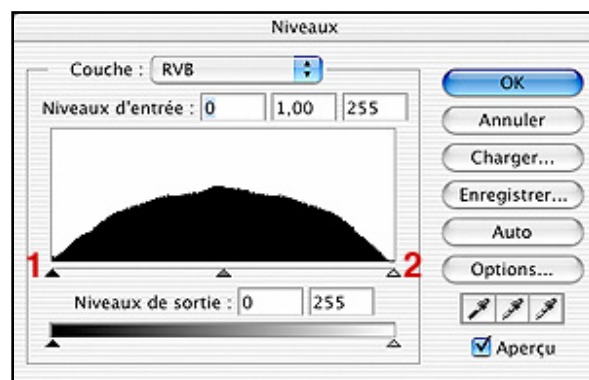 Niveaux
Couche : RVB
OK
Niveaux d'entrée : 0 1,00 255
Annuler
Charger...
Enregistrer...
Auto
1 2
Options...
Niveaux de sortie : 0 255
Aperçu